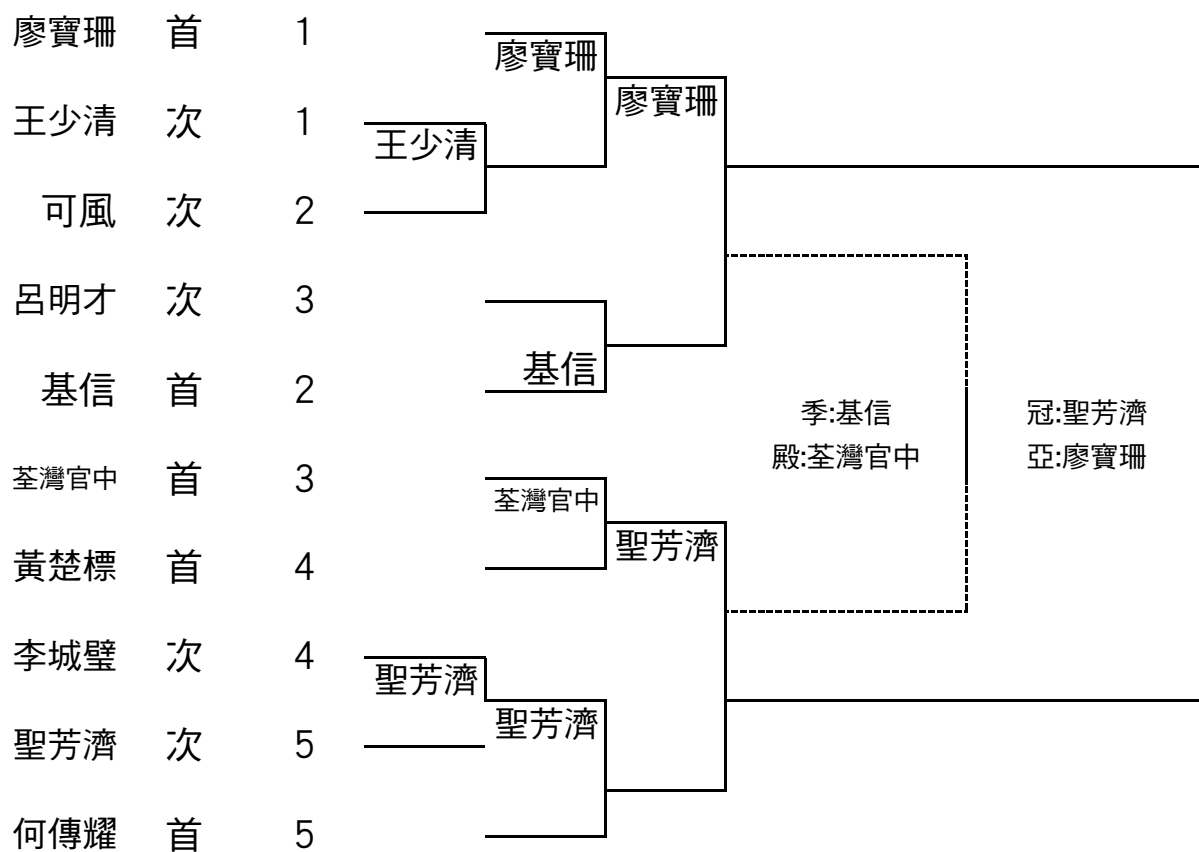 廖寶珊 首 1
廖寶珊
廖寶珊
王少清 次 1
王少清
可風 次 2
呂明才 次 3
基信
基信 首 2
季:基信
殿:荃灣官中
冠:聖芳濟
亞:廖寶珊
荃灣官中 首 3
荃灣官中
聖芳濟
黃楚標 首 4
李城璧 次 4
聖芳濟
聖芳濟
聖芳濟 次 5
何傳耀 首 5